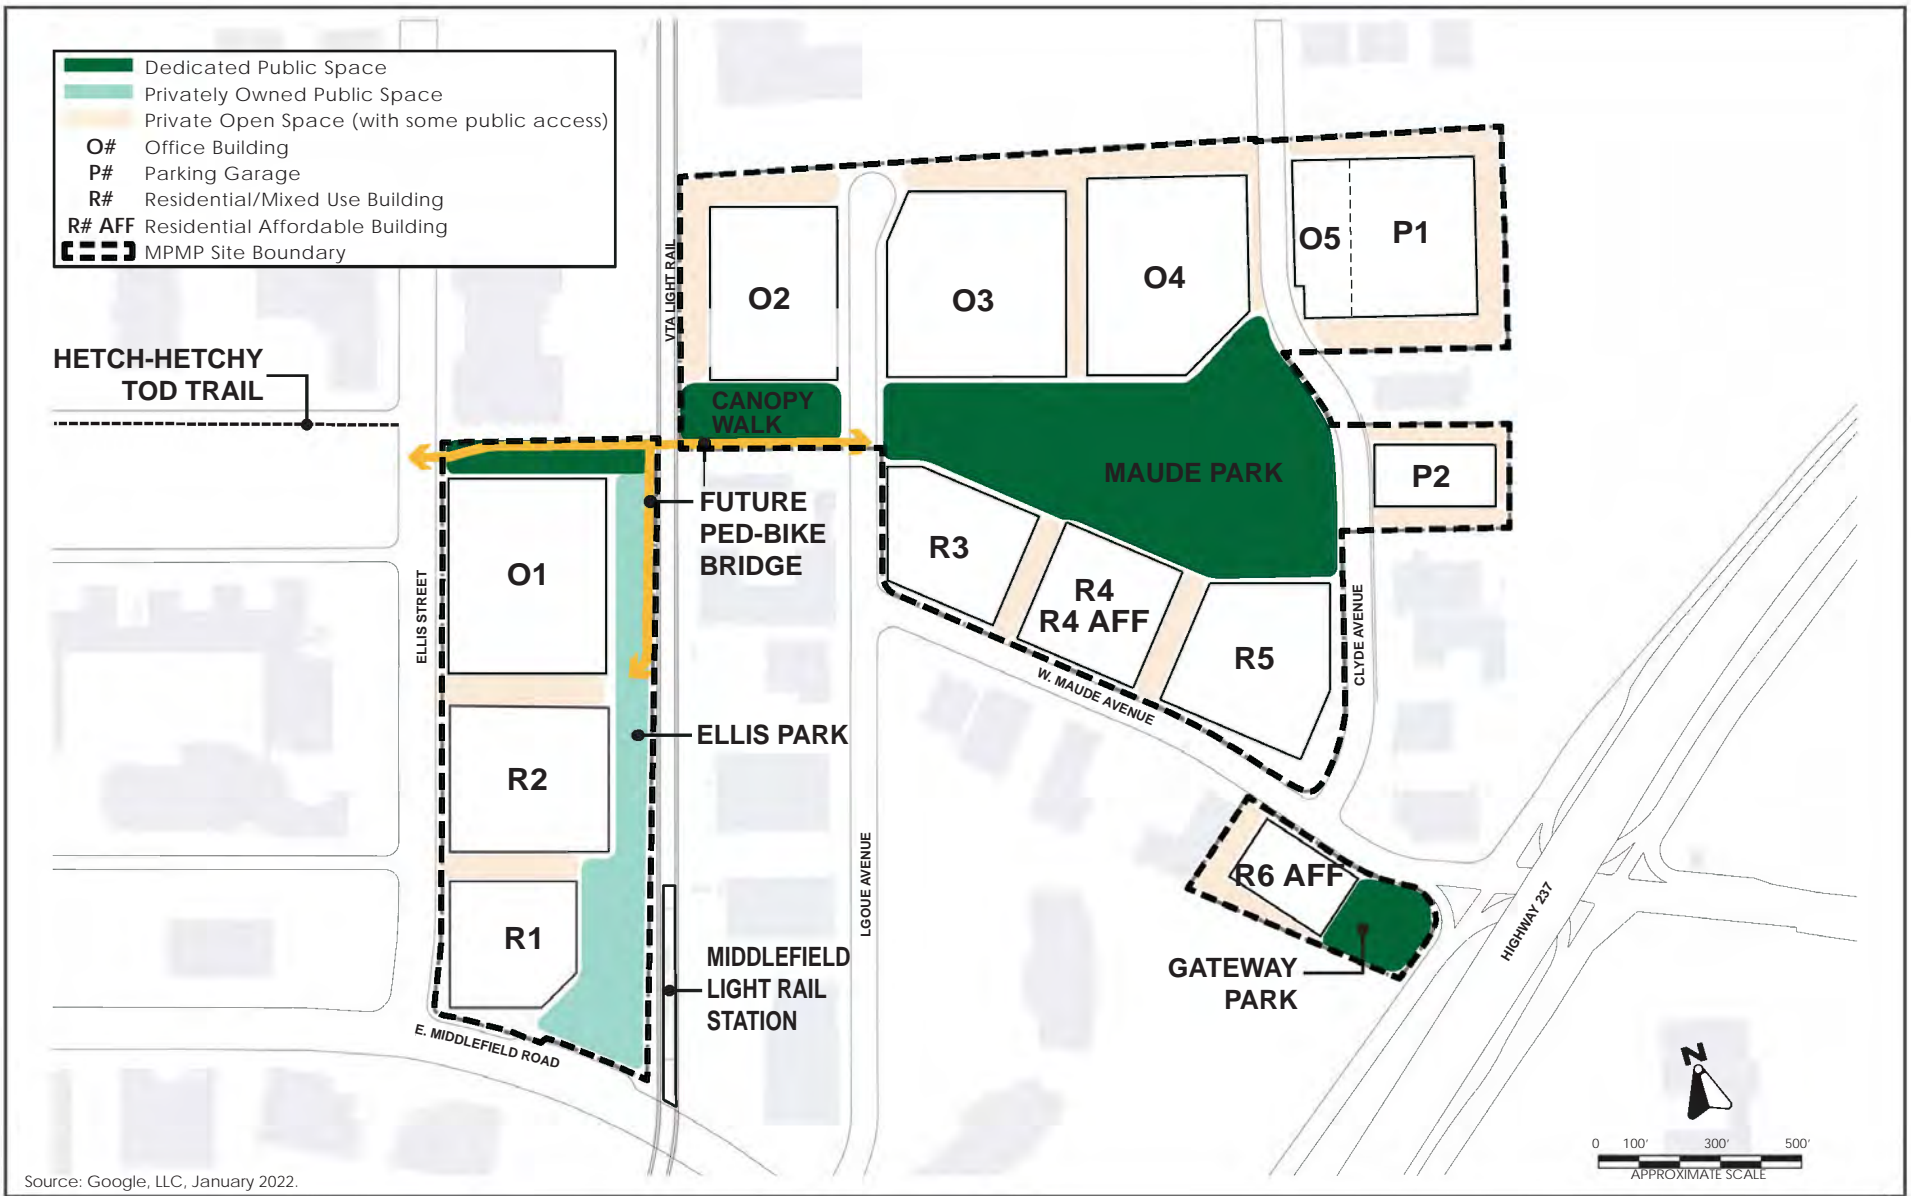 Dedicated Public Space
Privately Owned Public Space
Private Open Space (with some public access)
O# Office Building
P# Parking Garage
R# Residential/Mixed Use Building
R# AFF Residential Affordable Building
MPMP Site Boundary
HETCH-HETCHY
TOD TRAIL
VTA LIGHT RAIL
O2
O3
O4
O5
P1
CANOPY
WALK
MAUDE PARK
P2
FUTURE
PED-BIKE
BRIDGE
O1
ELLIS STREET
R3
R4
R4 AFF
R5
CLYDE AVENUE
W. MAUDE AVENUE
ELLIS PARK
R2
R1
LGOUE AVENUE
R6 AFF
HIGHWAY 237
GATEWAY
PARK
MIDDLEFIELD
LIGHT RAIL
STATION
E. MIDDLEFIELD ROAD
N
0 100' 300' 500'
APPROXIMATE SCALE
Source: Google, LLC, January 2022.